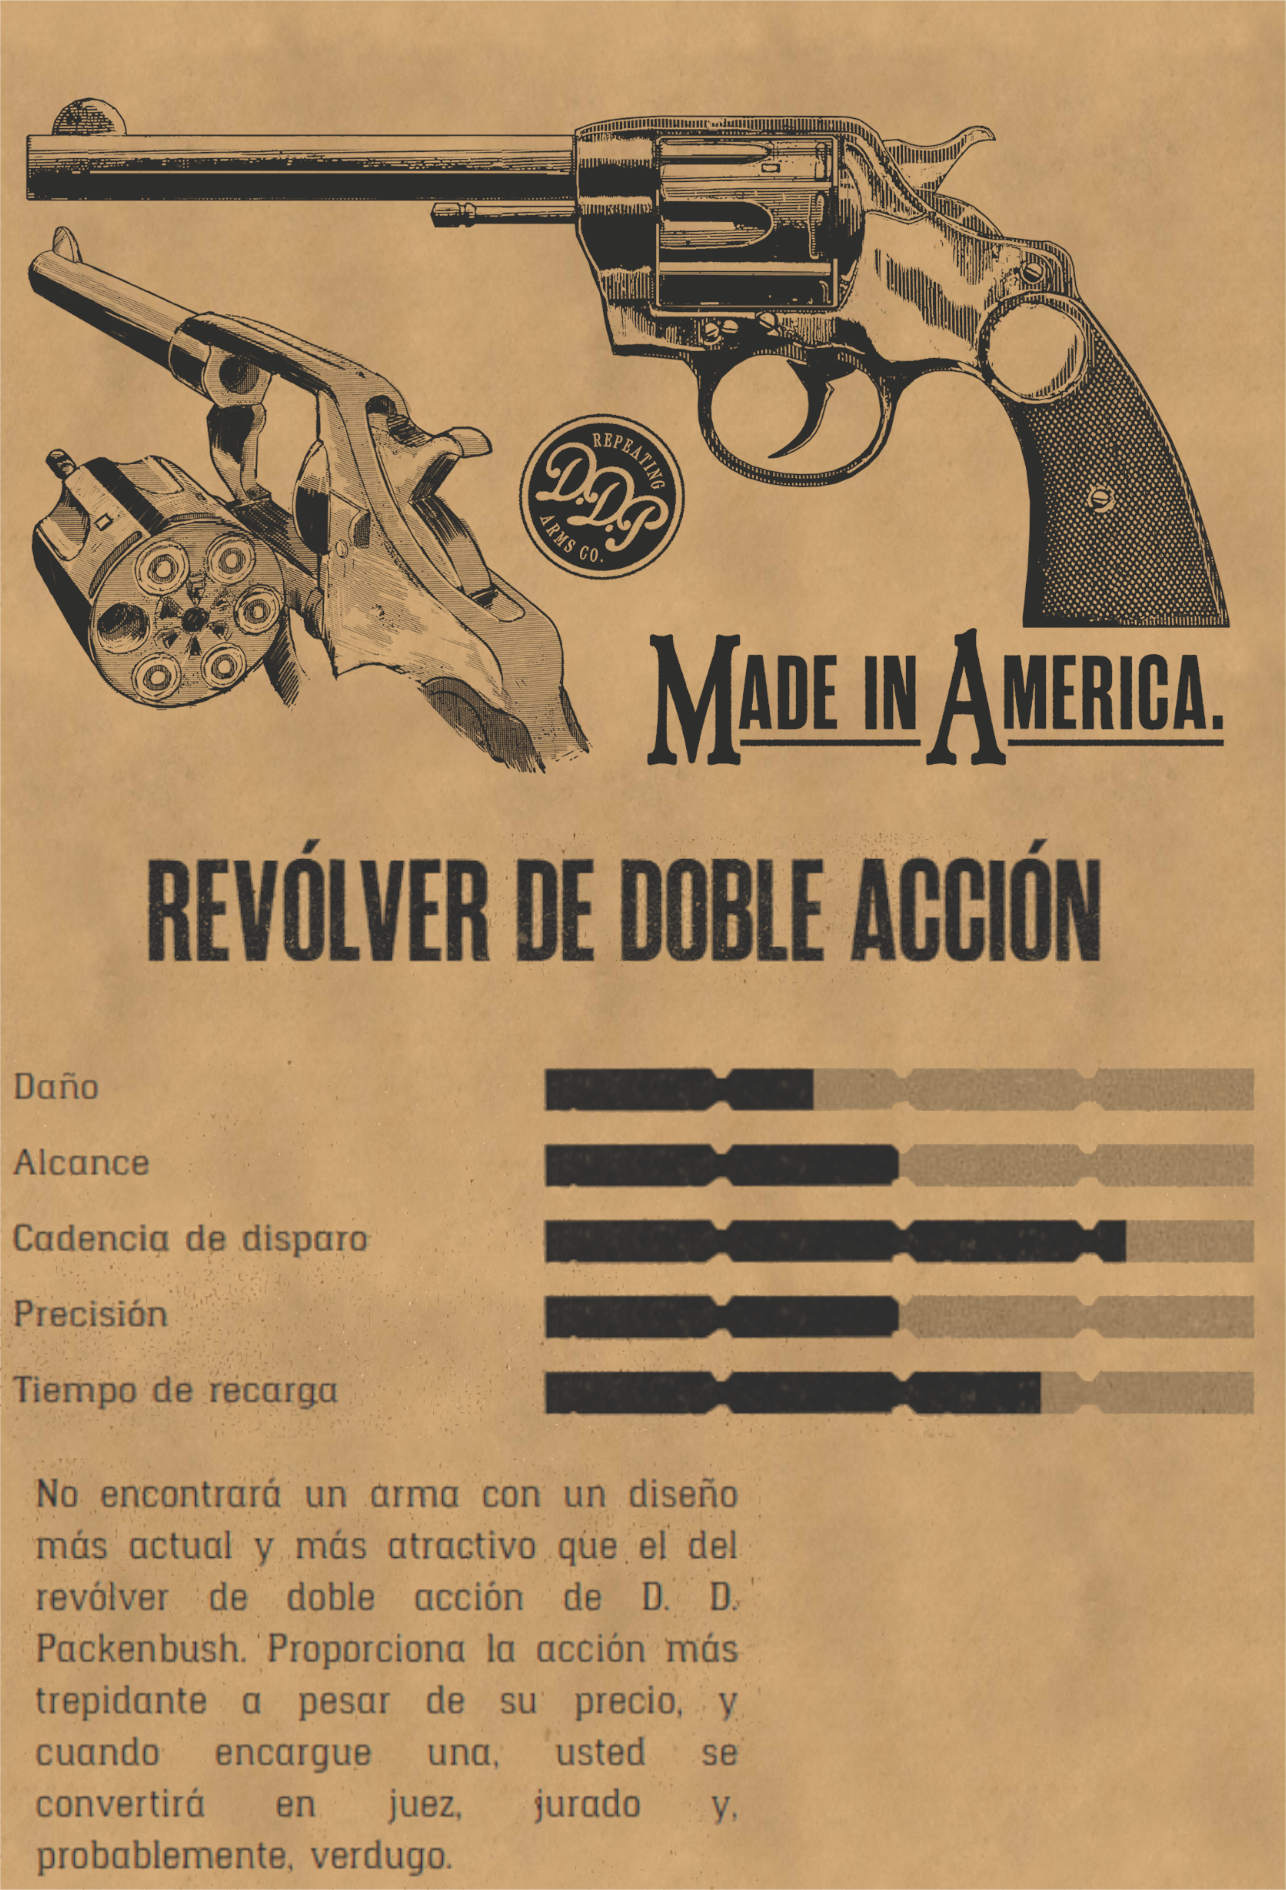 REPEATING
D.D.P
ARMS CO.
MADE IN AMERICA.
REVÓLVER DE DOBLE ACCIÓN
Daño
Alcance
Cadencia de disparo
Precisión
Tiempo de recarga
No encontrará un arma con un diseño
más actual y más atractivo que el del
revólver de doble acción de D. D.
Packenbush. Proporciona la acción más
trepidante a pesar de su precio, y
cuando encargue una, usted se
convertirá en juez, jurado y,
probablemente, verdugo.